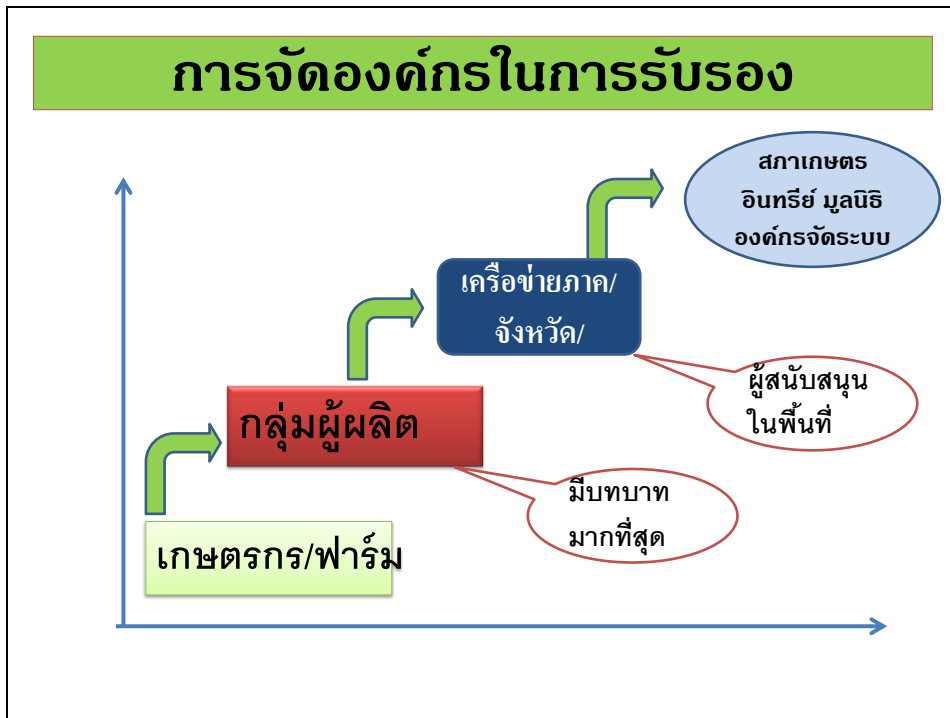 การจัดองค์กรในการรับรอง
สภาเกษตร
อินทรีย์ มูลนิธิ
องค์กรจัดระบบ
เครือข่ายภาค/
จังหวัด/
ผู้สนับสนุน
ในพื้นที่
กลุ่มผู้ผลิต
มีบทบาท
มากที่สุด
เกษตรกร/ฟาร์ม